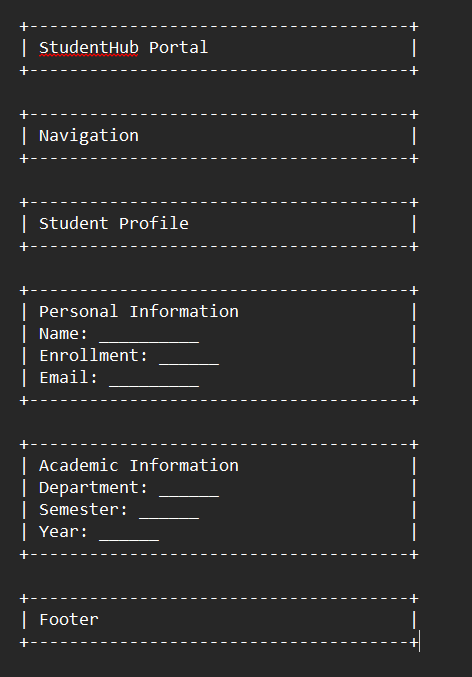 +--------------------------------------+
| StudentHub Portal                    |
+--------------------------------------+

+--------------------------------------+
| Navigation                           |
+--------------------------------------+

+--------------------------------------+
| Student Profile                      |
+--------------------------------------+

+--------------------------------------+
| Personal Information                 |
| Name: __________                     |
| Enrollment: ______                   |
| Email: _________                     |
+--------------------------------------+

+--------------------------------------+
| Academic Information                 |
| Department: ______                   |
| Semester: ______                     |
| Year: ______                         |
+--------------------------------------+

+--------------------------------------+
| Footer                               |
+--------------------------------------+